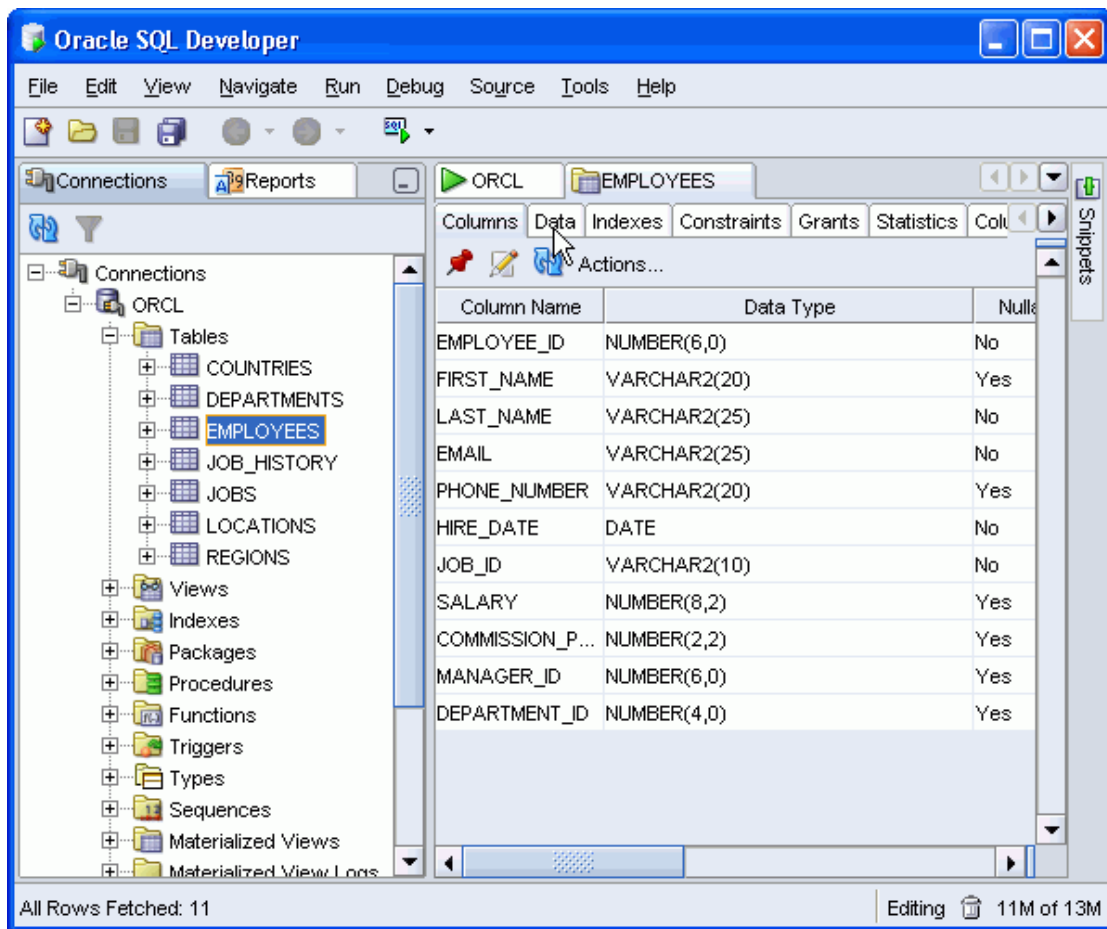 Oracle SQL Developer
File Edit View Navigate Run Debug Source Tools Help
Connections Reports
Connections
ORCL
Tables
COUNTRIES
DEPARTMENTS
EMPLOYEES
JOB_HISTORY
JOBS
LOCATIONS
REGIONS
Views
Indexes
Packages
Procedures
Functions
Triggers
Types
Sequences
Materialized Views
Materialized View Logs
ORCL EMPLOYEES
Columns Data Indexes Constraints Grants Statistics Colu
Actions...
Column Name Data Type Nulla
EMPLOYEE_ID NUMBER(6,0) No
FIRST_NAME VARCHAR2(20) Yes
LAST_NAME VARCHAR2(25) No
EMAIL VARCHAR2(25) No
PHONE_NUMBER VARCHAR2(20) Yes
HIRE_DATE DATE No
JOB_ID VARCHAR2(10) No
SALARY NUMBER(8,2) Yes
COMMISSION_P... NUMBER(2,2) Yes
MANAGER_ID NUMBER(6,0) Yes
DEPARTMENT_ID NUMBER(4,0) Yes
Snippets
All Rows Fetched: 11 Editing 11M of 13M